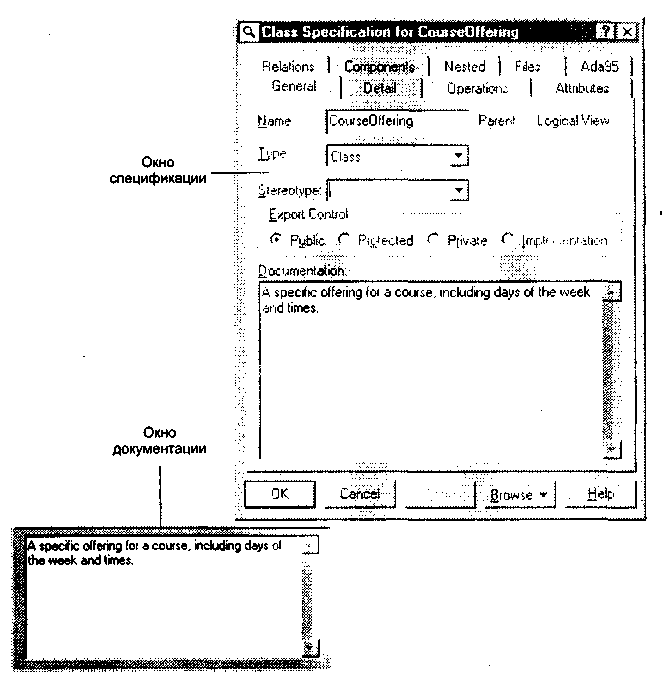 Class Specification for CourseOffering
Relations Components Nested Files Ada95
General Detail Operations Attributes
Name CourseOffering Parent Logical View
Type Class
Окно
спецификации
Stereotype:
Export Control
Public Protected Private Implementation
Documentation:
A specific offering for a course, including days of the week
and times.
OK Cancel Browse Help
Окно
документации
A specific offering for a course, including days of
the week and times.